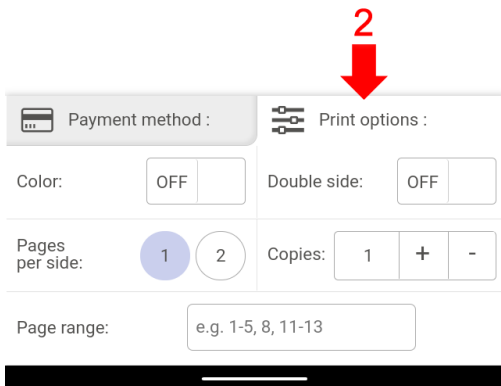 2
Payment method :
Print options :
Color:
OFF
Double side:
OFF
Pages
per side:
1
2
Copies:
1
+
-
Page range:
e.g. 1-5, 8, 11-13